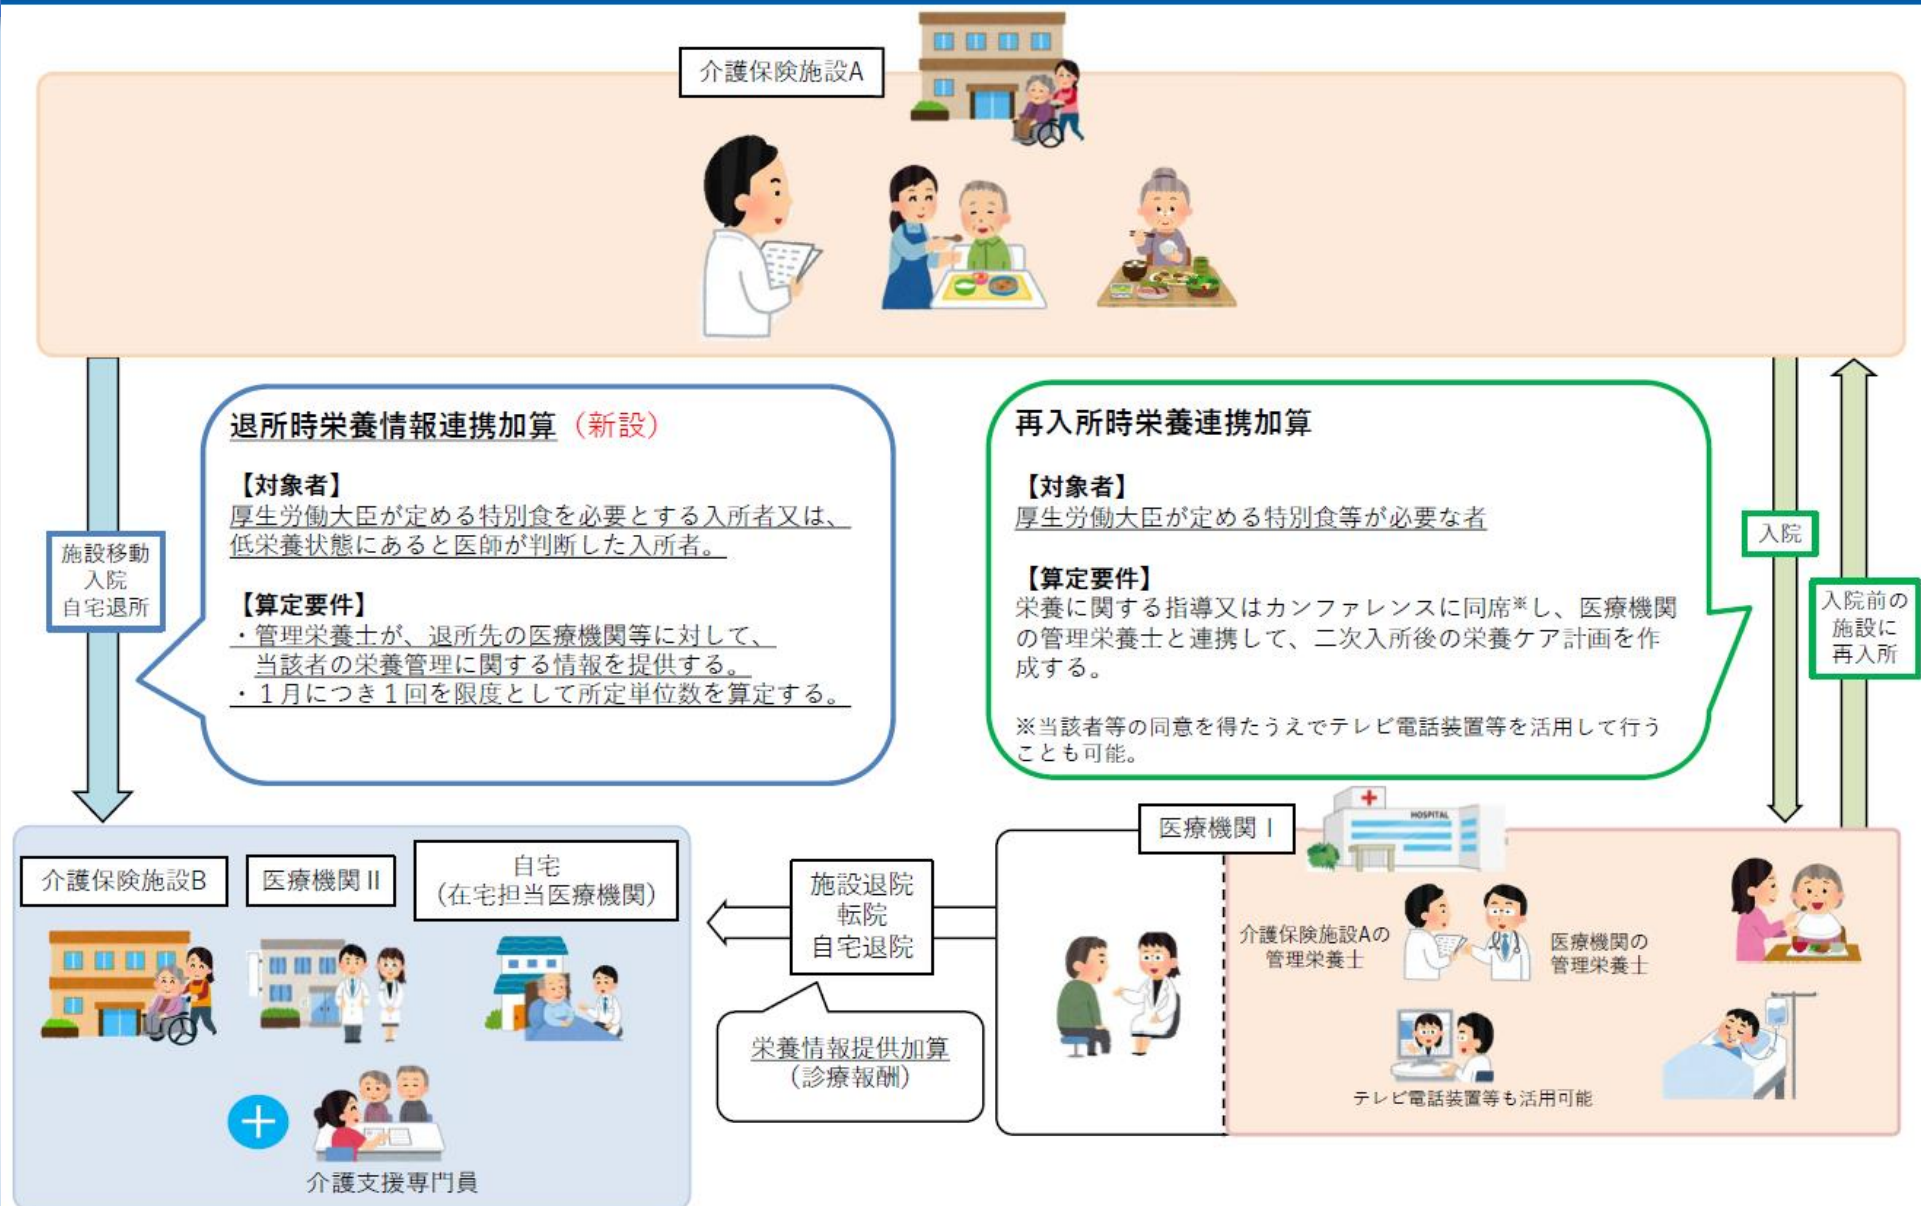 介護保険施設A
退所時栄養情報連携加算（新設）
【対象者】
厚生労働大臣が定める特別食を必要とする入所者又は、
低栄養状態にあると医師が判断した入所者。
【算定要件】
・管理栄養士が、退所先の医療機関等に対して、
当該者の栄養管理に関する情報を提供する。
・１月につき１回を限度として所定単位数を算定する。
施設移動
入院
自宅退所
再入所時栄養連携加算
【対象者】
厚生労働大臣が定める特別食等が必要な者
【算定要件】
栄養に関する指導又はカンファレンスに同席※し、医療機関
の管理栄養士と連携して、二次入所後の栄養ケア計画を作
成する。
※当該者等の同意を得たうえでテレビ電話装置等を活用して行う
ことも可能。
入院
入院前の
施設に
再入所
介護保険施設B
医療機関Ⅱ
自宅
(在宅担当医療機関)
介護支援専門員
施設退院
転院
自宅退院
栄養情報提供加算
(診療報酬)
医療機関Ⅰ
HOSPITAL
介護保険施設Aの
管理栄養士
医療機関の
管理栄養士
テレビ電話装置等も活用可能